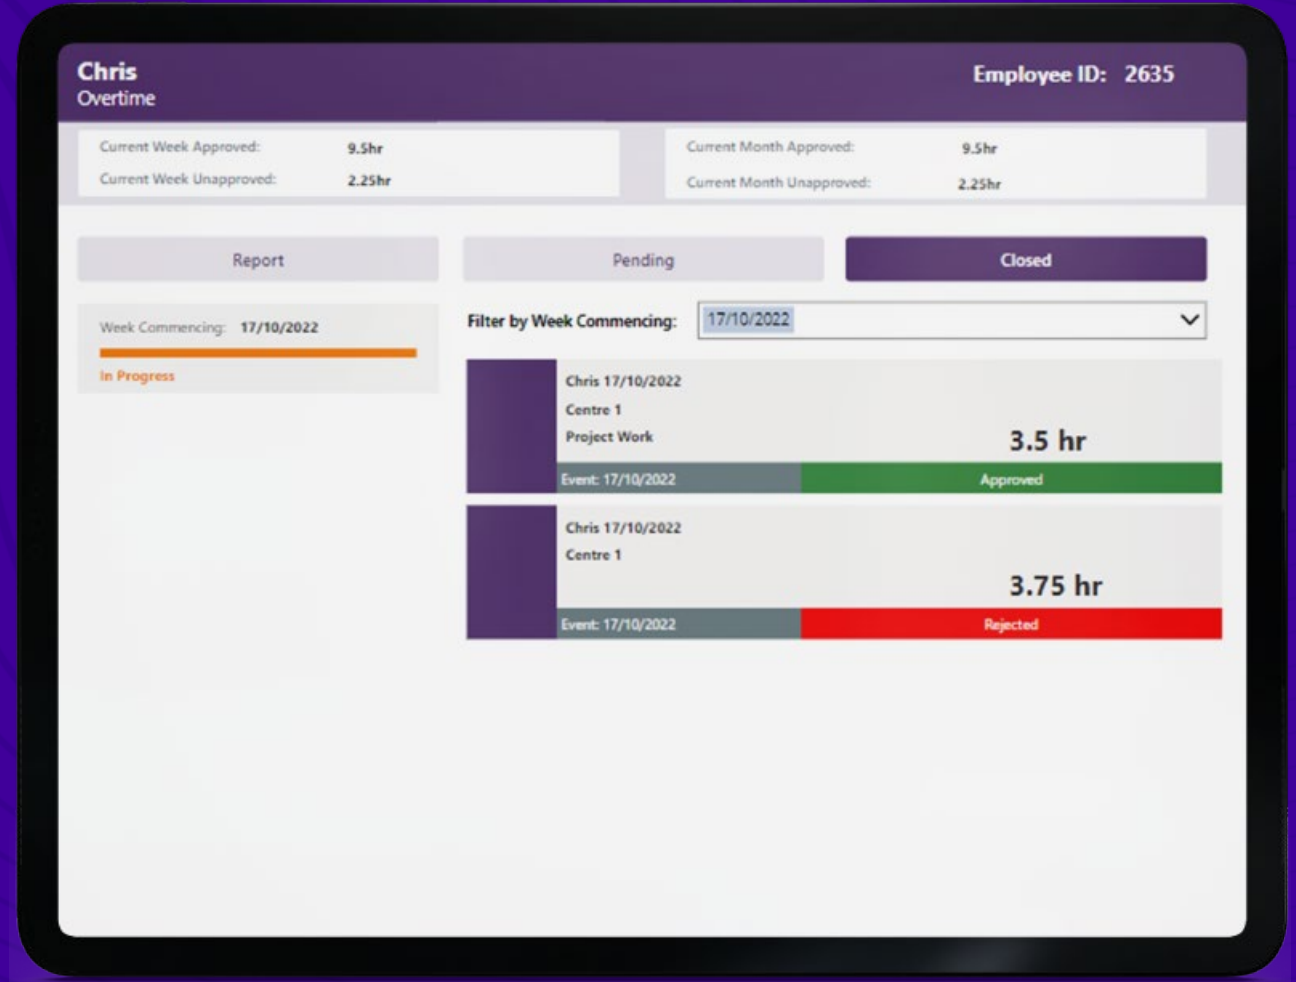 Chris
Overtime
Employee ID: 2635
Current Week Approved: 9.5hr
Current Week Unapproved: 2.25hr
Current Month Approved: 9.5hr
Current Month Unapproved: 2.25hr
Report
Pending
Closed
Week Commencing: 17/10/2022
In Progress
Filter by Week Commencing: 17/10/2022
Chris 17/10/2022
Centre 1
Project Work
3.5 hr
Event: 17/10/2022
Approved
Chris 17/10/2022
Centre 1
3.75 hr
Event: 17/10/2022
Rejected